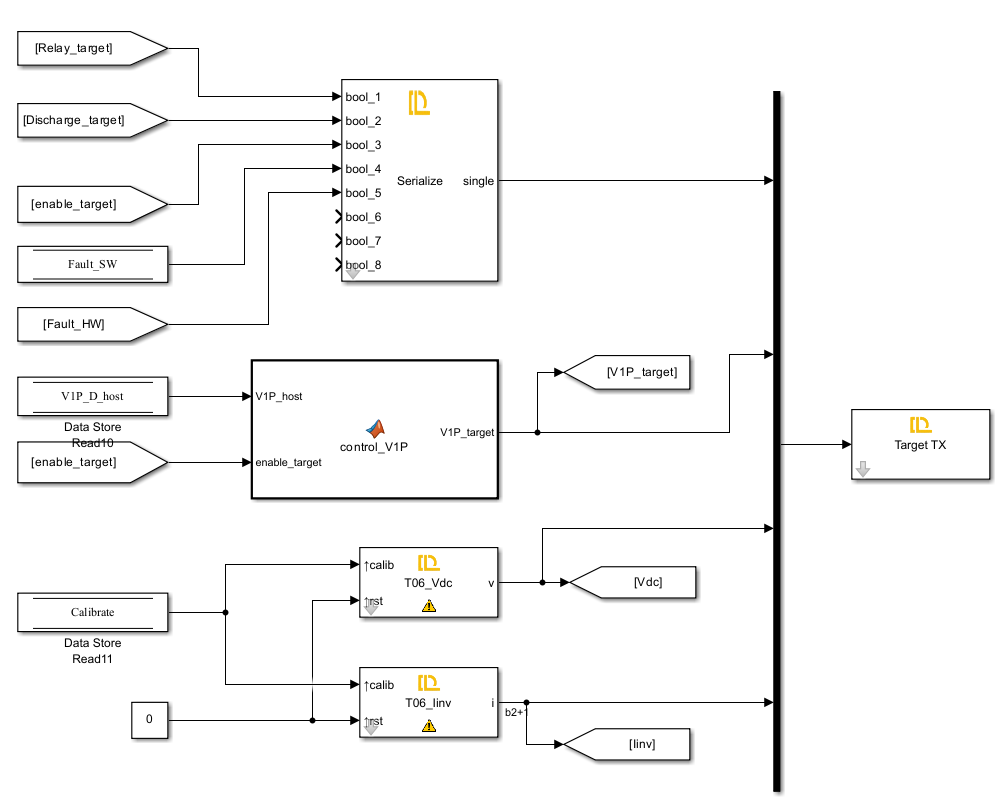 [Relay_target]
[Discharge_target]
[enable_target]
Fault_SW
[Fault_HW]
bool_1
bool_2
bool_3
bool_4
bool_5
bool_6
bool_7
bool_8
Serialize
single
V1P_D_host
Data Store
Read10
[enable_target]
V1P_host
enable_target
control_V1P
V1P_target
[V1P_target]
Target TX
Calibrate
Data Store
Read11
0
↑calib
↑rst
T06_Vdc
v
[Vdc]
↑calib
↑rst
T06_Iinv
i
b2+1
[Iinv]